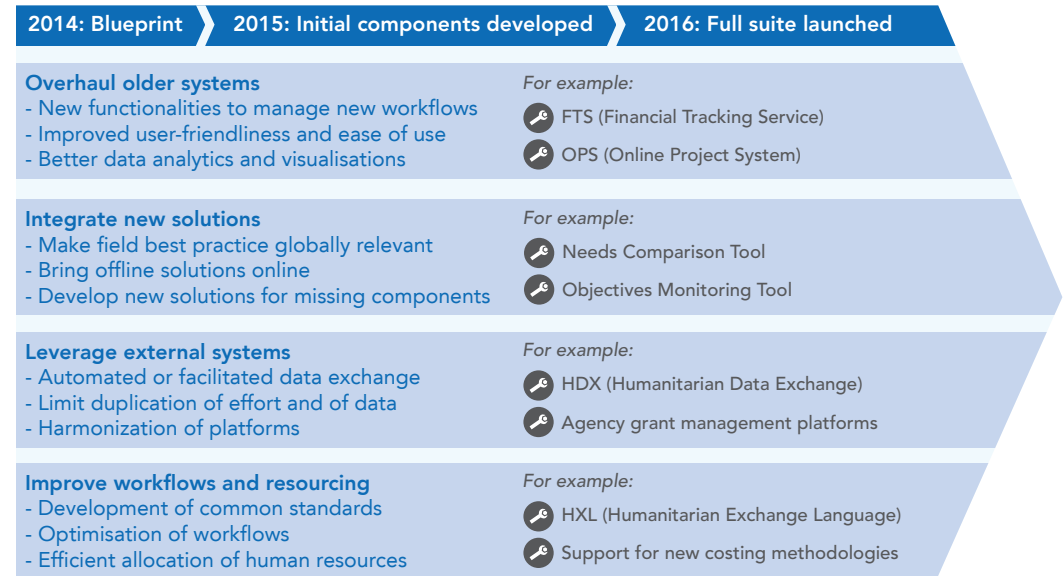 2014: Blueprint
2015: Initial components developed
2016: Full suite launched
Overhaul older systems
- New functionalities to manage new workflows
- Improved user-friendliness and ease of use
- Better data analytics and visualisations
For example:
FTS (Financial Tracking Service)
OPS (Online Project System)
Integrate new solutions
- Make field best practice globally relevant
- Bring offline solutions online
- Develop new solutions for missing components
For example:
Needs Comparison Tool
Objectives Monitoring Tool
Leverage external systems
- Automated or facilitated data exchange
- Limit duplication of effort and of data
- Harmonization of platforms
For example:
HDX (Humanitarian Data Exchange)
Agency grant management platforms
Improve workflows and resourcing
- Development of common standards
- Optimisation of workflows
- Efficient allocation of human resources
For example:
HXL (Humanitarian Exchange Language)
Support for new costing methodologies